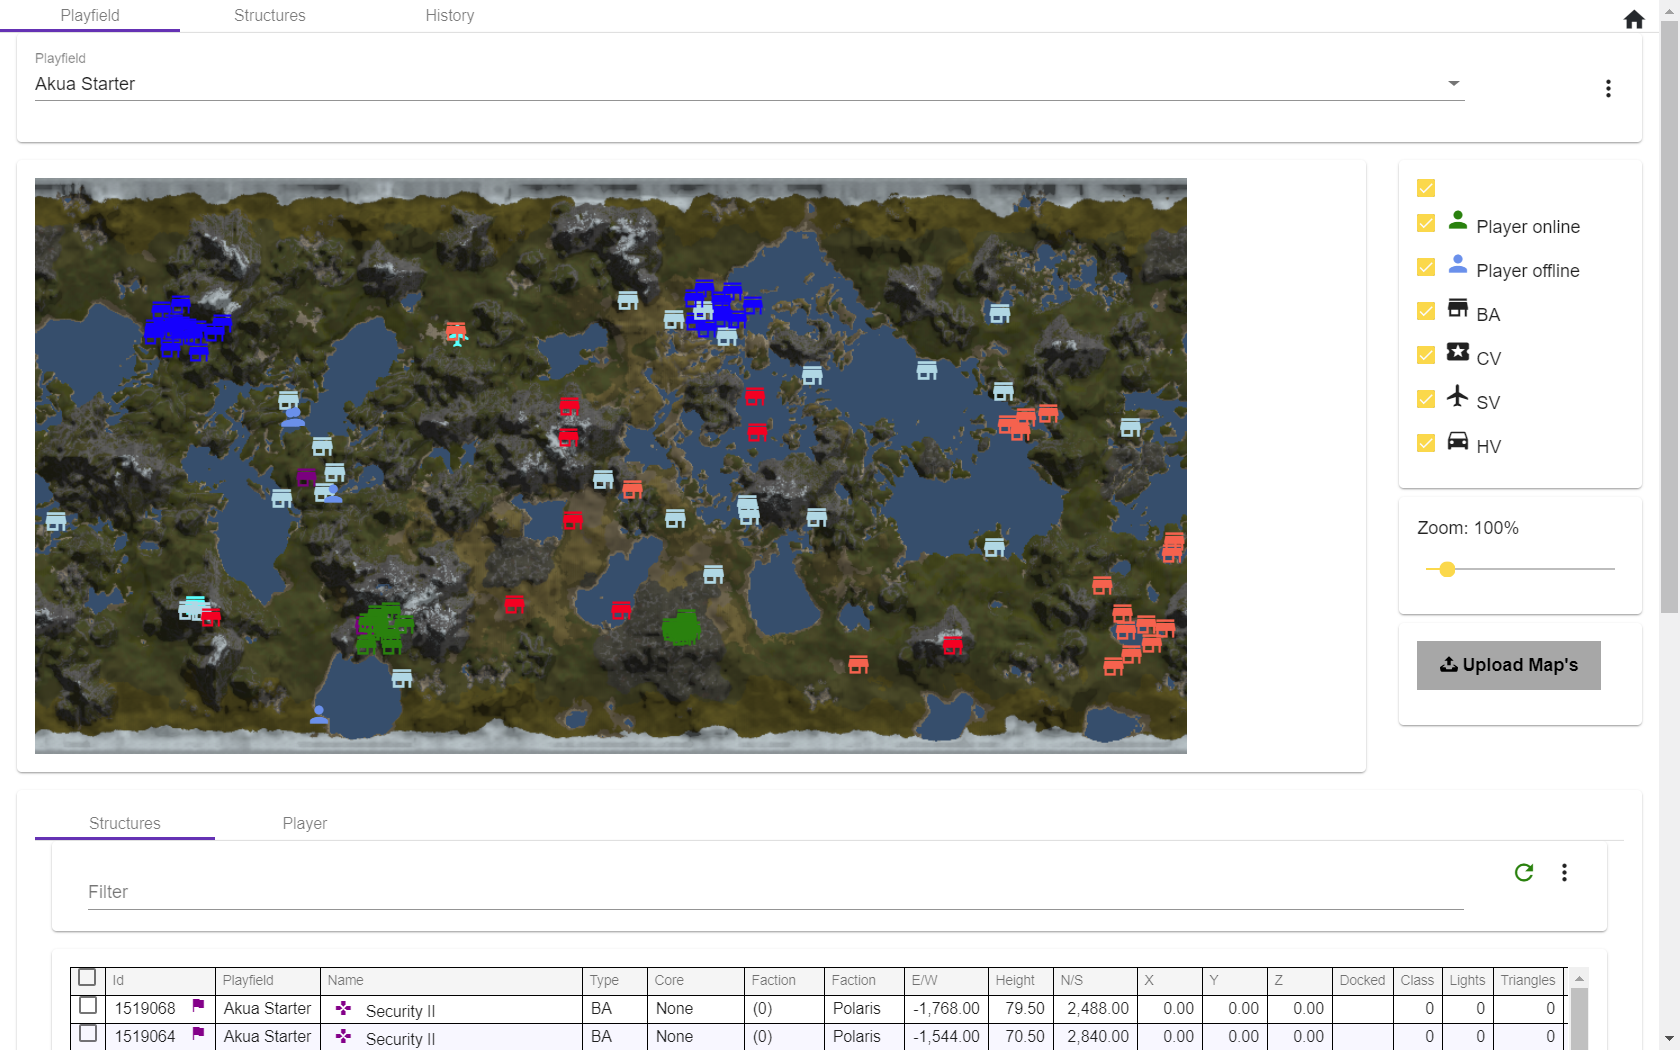 Playfield Structures History
Playfield
Akua Starter
Player online
Player offline
BA
CV
SV
HV
Zoom: 100%
Upload Map's
Structures Player
Filter
Id Playfield Name Type Core Faction Faction E/W Height N/S X Y Z Docked Class Lights Triangles
1519068 Akua Starter Security II BA None (0) Polaris -1,768.00 79.50 2,488.00 0.00 0.00 0.00 0 0 0
1519064 Akua Starter Security II BA None (0) Polaris -1,544.00 70.50 2,840.00 0.00 0.00 0.00 0 0 0